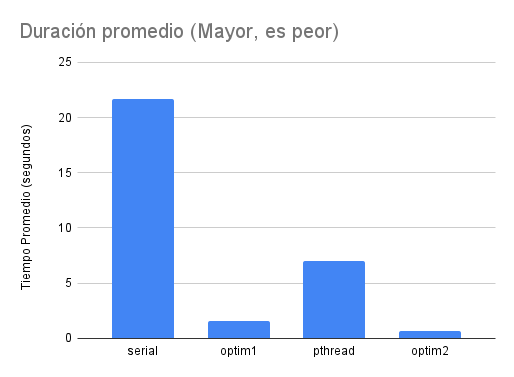 Duración promedio (Mayor, es peor)
Tiempo Promedio (segundos)
25
20
15
10
5
0
serial optim1 pthread optim2